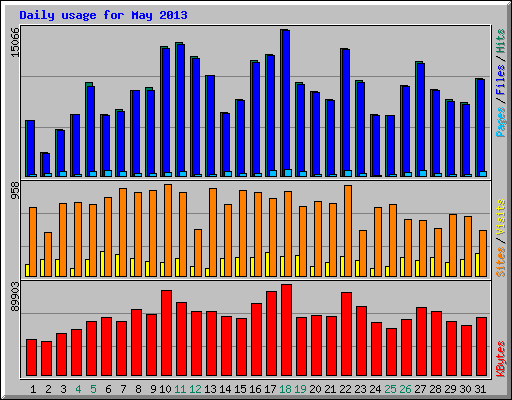 Daily usage for May 2013
15066
Pages / Files / Hits
958
Sites / Visits
89903
KBytes
1 2 3 4 5 6 7 8 9 10 11 12 13 14 15 16 17 18 19 20 21 22 23 24 25 26 27 28 29 30 31